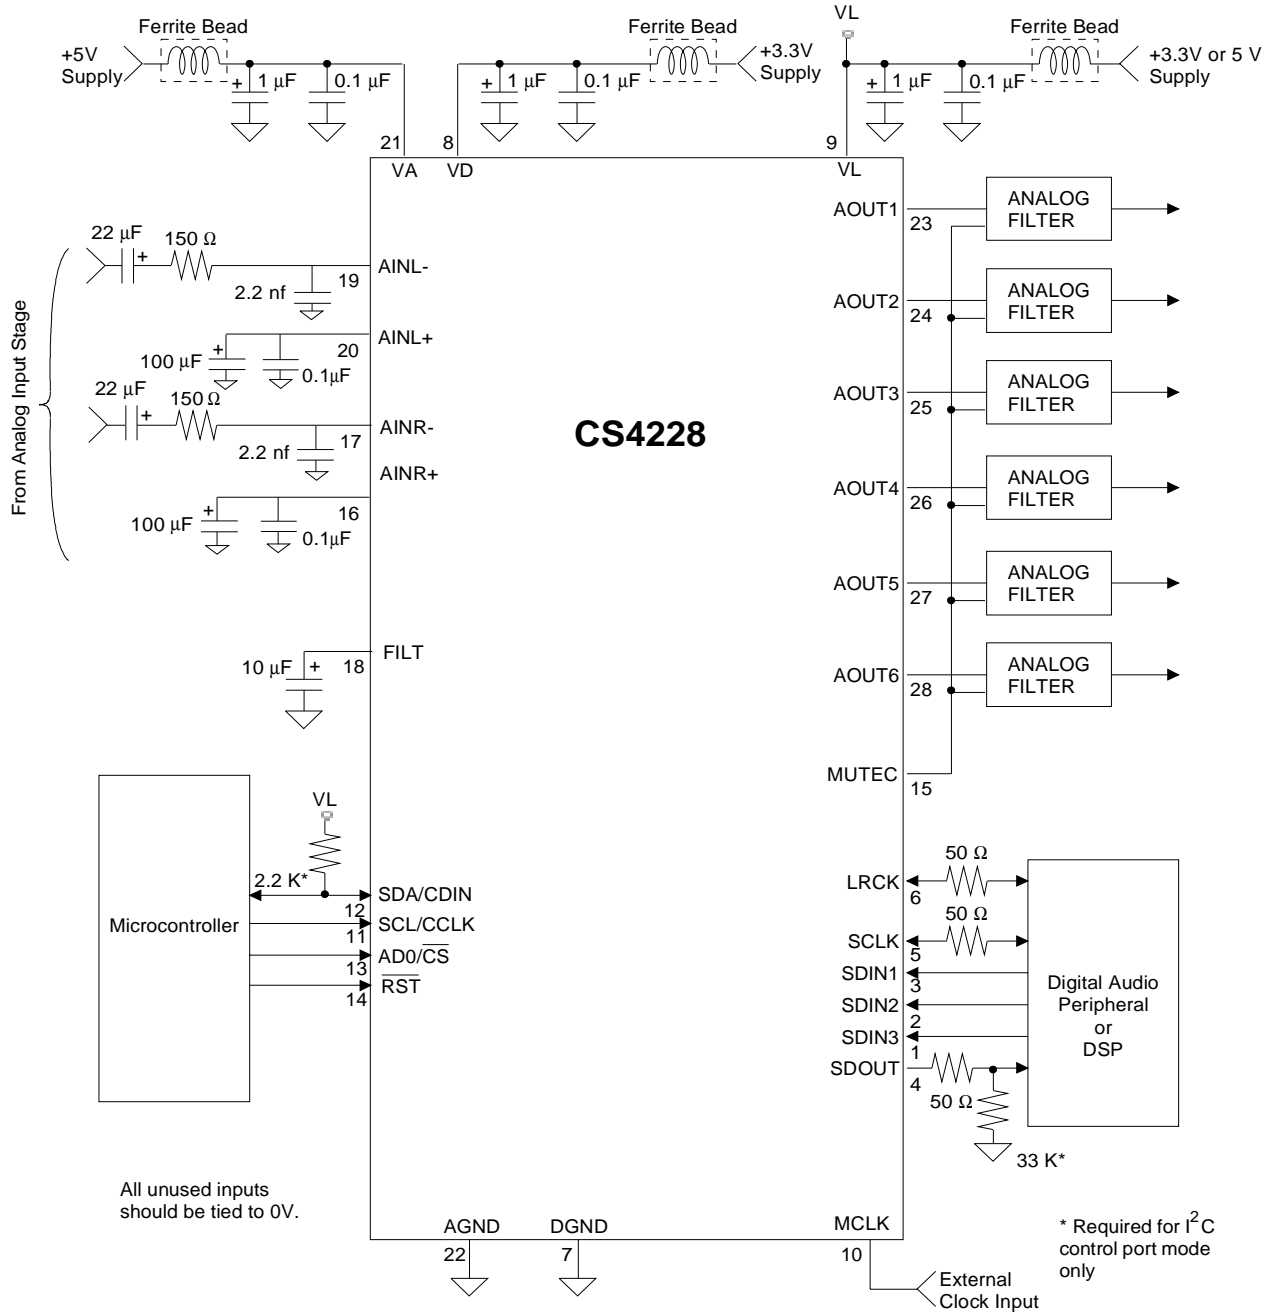 Ferrite Bead
+5V
Supply
+
1 µF
0.1 µF
Ferrite Bead
+3.3V
Supply
+
1 µF
0.1 µF
VL
Ferrite Bead
+3.3V or 5 V
Supply
+
1 µF
0.1 µF
21
VA
8
VD
9
VL
From Analog Input Stage
22 µF
+
150 Ω
19
AINL-
2.2 nf
20
AINL+
+
100 µF
0.1µF
22 µF
+
150 Ω
17
AINR-
2.2 nf
AINR+
16
+
100 µF
0.1µF
CS4228
10 µF
+
18
FILT
AOUT1
23
ANALOG
FILTER
AOUT2
24
ANALOG
FILTER
AOUT3
25
ANALOG
FILTER
AOUT4
26
ANALOG
FILTER
AOUT5
27
ANALOG
FILTER
AOUT6
28
ANALOG
FILTER
MUTEC
15
Microcontroller
VL
2.2 K*
SDA/CDIN
12
SCL/CCLK
11
AD0/CS
13
RST
14
LRCK
6
50 Ω
SCLK
5
50 Ω
SDIN1
3
SDIN2
2
SDIN3
1
SDOUT
4
50 Ω
33 K*
Digital Audio
Peripheral
or
DSP
All unused inputs
should be tied to 0V.
AGND
22
DGND
7
MCLK
10
External
Clock Input
* Required for I2C
control port mode
only